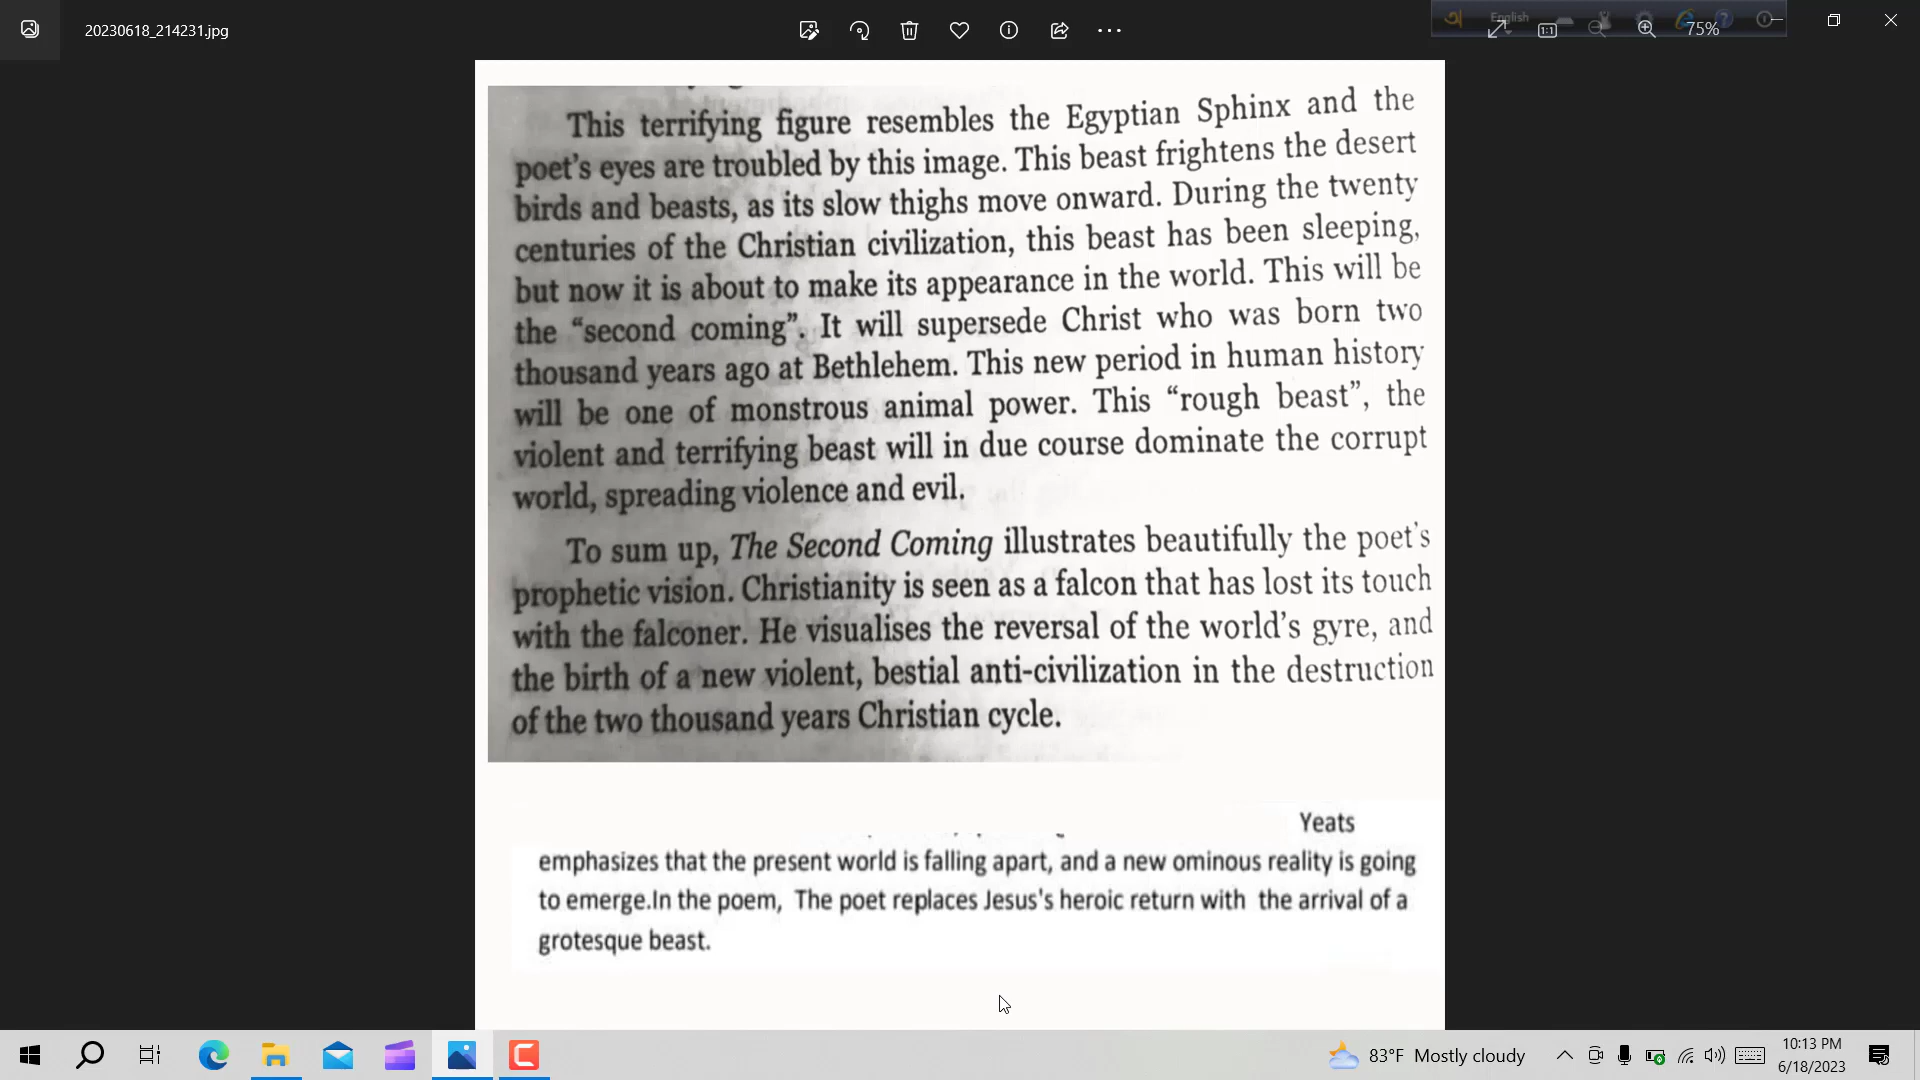 20230618_214231.jpg
English
75%
This terrifying figure resembles the Egyptian Sphinx and the
poet's eyes are troubled by this image. This beast frightens the desert
birds and beasts, as its slow thighs move onward. During the twenty
centuries of the Christian civilization, this beast has been sleeping,
but now it is about to make its appearance in the world. This will be
the “second coming”. It will supersede Christ who was born two
thousand years ago at Bethlehem. This new period in human history
will be one of monstrous animal power. This “rough beast”, the
violent and terrifying beast will in due course dominate the corrupt
world, spreading violence and evil.
To sum up, The Second Coming illustrates beautifully the poet's
prophetic vision. Christianity is seen as a falcon that has lost its touch
with the falconer. He visualises the reversal of the world's gyre, and
the birth of a new violent, bestial anti-civilization in the destruction
of the two thousand years Christian cycle.
Yeats
emphasizes that the present world is falling apart, and a new ominous reality is going
to emerge.In the poem, The poet replaces Jesus's heroic return with the arrival of a
grotesque beast.
83°F Mostly cloudy
10:13 PM
6/18/2023